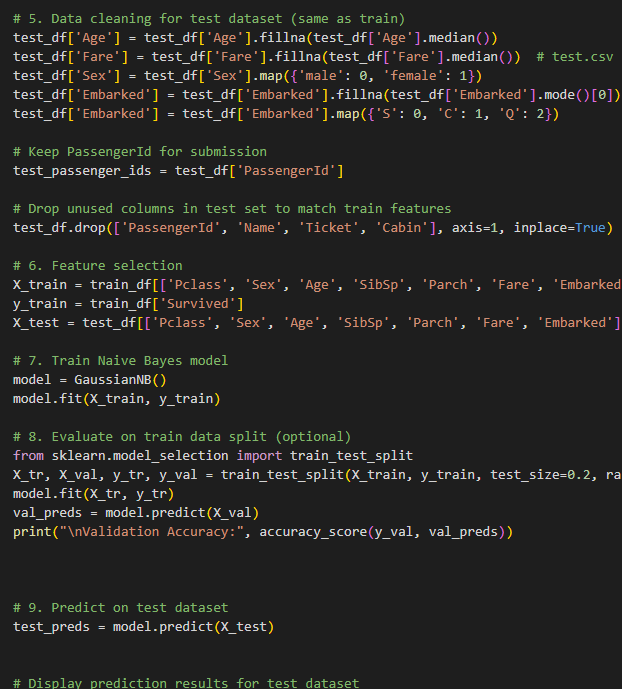 # 5. Data cleaning for test dataset (same as train)
test_df['Age'] = test_df['Age'].fillna(test_df['Age'].median())
test_df['Fare'] = test_df['Fare'].fillna(test_df['Fare'].median())  # test.csv
test_df['Sex'] = test_df['Sex'].map({'male': 0, 'female': 1})
test_df['Embarked'] = test_df['Embarked'].fillna(test_df['Embarked'].mode()[0])
test_df['Embarked'] = test_df['Embarked'].map({'S': 0, 'C': 1, 'Q': 2})
# Keep PassengerId for submission
test_passenger_ids = test_df['PassengerId']
# Drop unused columns in test set to match train features
test_df.drop(['PassengerId', 'Name', 'Ticket', 'Cabin'], axis=1, inplace=True)
# 6. Feature selection
X_train = train_df[['Pclass', 'Sex', 'Age', 'SibSp', 'Parch', 'Fare', 'Embarked
y_train = train_df['Survived']
X_test = test_df[['Pclass', 'Sex', 'Age', 'SibSp', 'Parch', 'Fare', 'Embarked']
# 7. Train Naive Bayes model
model = GaussianNB()
model.fit(X_train, y_train)
# 8. Evaluate on train data split (optional)
from sklearn.model_selection import train_test_split
X_tr, X_val, y_tr, y_val = train_test_split(X_train, y_train, test_size=0.2, ra
model.fit(X_tr, y_tr)
val_preds = model.predict(X_val)
print("\nValidation Accuracy:", accuracy_score(y_val, val_preds))
# 9. Predict on test dataset
test_preds = model.predict(X_test)
# Display prediction results for test dataset